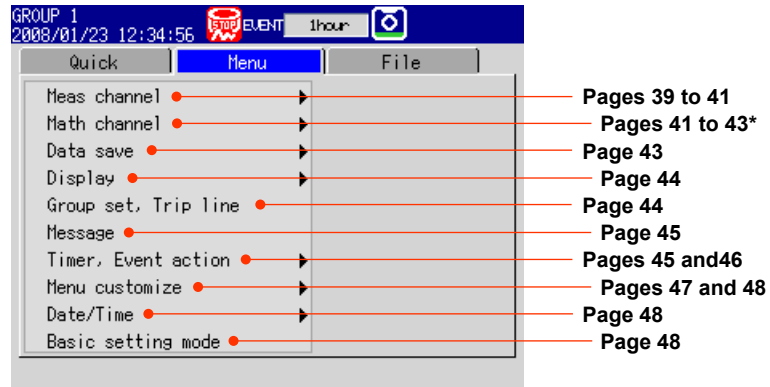 GROUP 1
2008/01/23 12:34:56 STOP EVENT 1hour
Quick Menu File
Meas channel Pages 39 to 41
Math channel Pages 41 to 43*
Data save Page 43
Display Page 44
Group set, Trip line Page 44
Message Page 45
Timer, Event action Pages 45 and46
Menu customize Pages 47 and 48
Date/Time Page 48
Basic setting mode Page 48